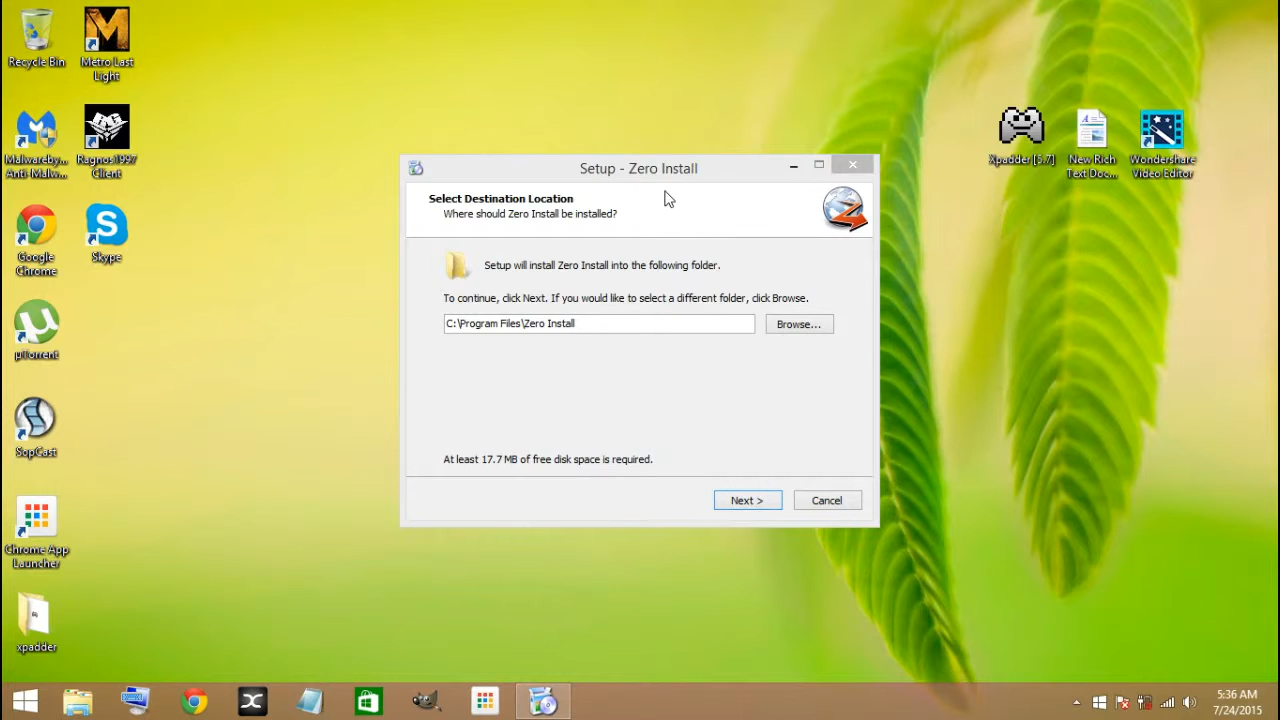 Recycle Bin
Metro Last
Light
Malwareby...
Anti-Malw...
Ragnos1997
Client
Google
Chrome
Skype
µTorrent
SopCast
Chrome App
Launcher
xpadder
Xpadder [5.7]
New Rich
Text Doc...
Wondershare
Video Editor
Setup - Zero Install
Select Destination Location
Where should Zero Install be installed?
Setup will install Zero Install into the following folder.
To continue, click Next. If you would like to select a different folder, click Browse.
C:\Program Files\Zero Install
Browse...
At least 17.7 MB of free disk space is required.
Next >
Cancel
5:36 AM
7/24/2015